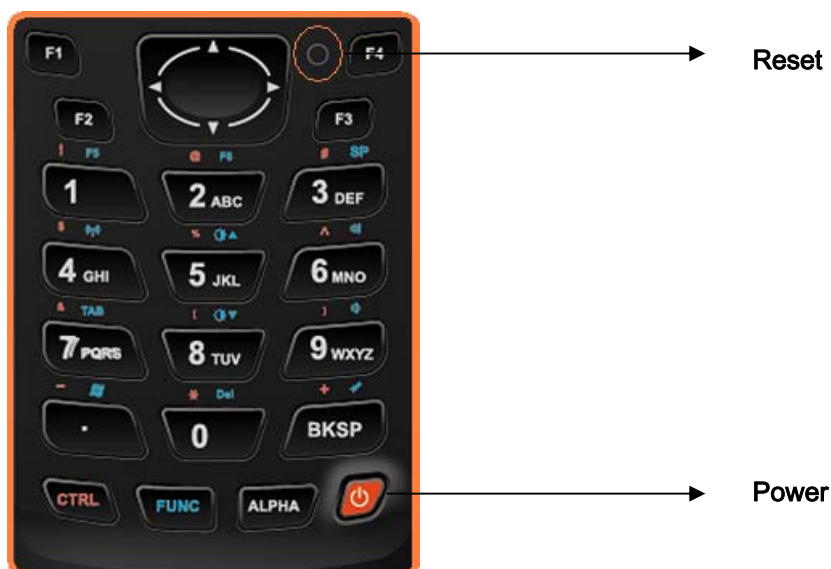 F1 F4 Reset
F2 F3
! F5 @ F6 # SP
1 2 ABC 3 DEF
$ % ^
4 GHI 5 JKL 6 MNO
& TAB ( )
7 PQRS 8 TUV 9 WXYZ
- * Del +
. 0 BKSP
CTRL FUNC ALPHA Power